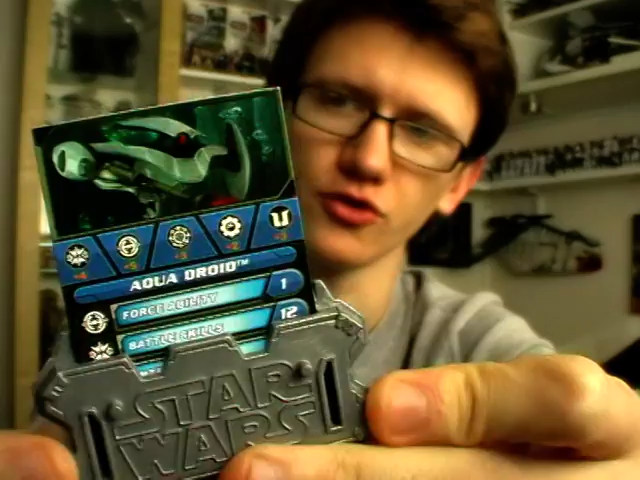 AQUA DROID™
FORCE ABILITY 1
BATTLE SKILLS 12
STAR
WARS